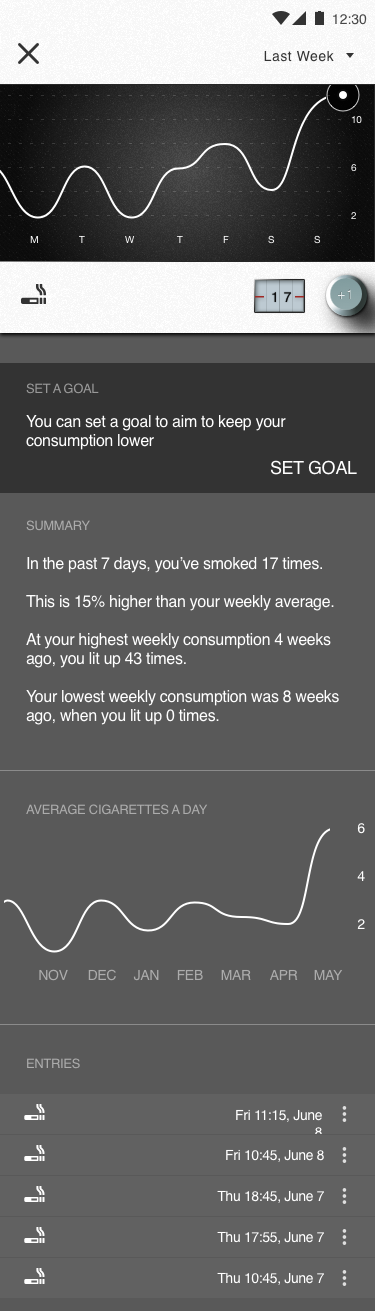 12:30
Last Week
10
6
2
M T W T F S S
1 7
+1
SET A GOAL
You can set a goal to aim to keep your
consumption lower
SET GOAL
SUMMARY
In the past 7 days, you've smoked 17 times.
This is 15% higher than your weekly average.
At your highest weekly consumption 4 weeks
ago, you lit up 43 times.
Your lowest weekly consumption was 8 weeks
ago, when you lit up 0 times.
AVERAGE CIGARETTES A DAY
6
4
2
NOV DEC JAN FEB MAR APR MAY
ENTRIES
Fri 11:15, June
8
Fri 10:45, June 8
Thu 18:45, June 7
Thu 17:55, June 7
Thu 10:45, June 7